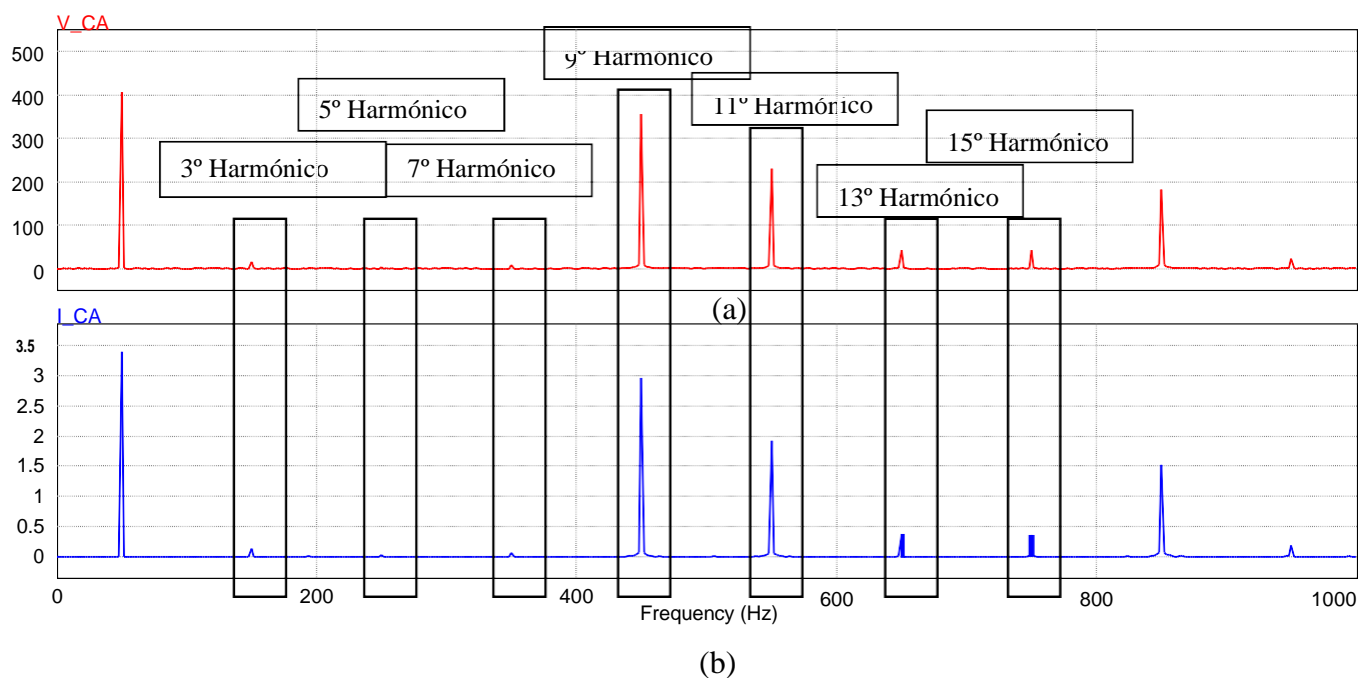 V_CA
500
400
300
200
100
0
3º Harmónico
5º Harmónico
7º Harmónico
9º Harmónico
11º Harmónico
13º Harmónico
15º Harmónico
(a)
I_CA
3.5
3
2.5
2
1.5
1
0.5
0
0 200 400 600 800 1000
Frequency (Hz)
(b)